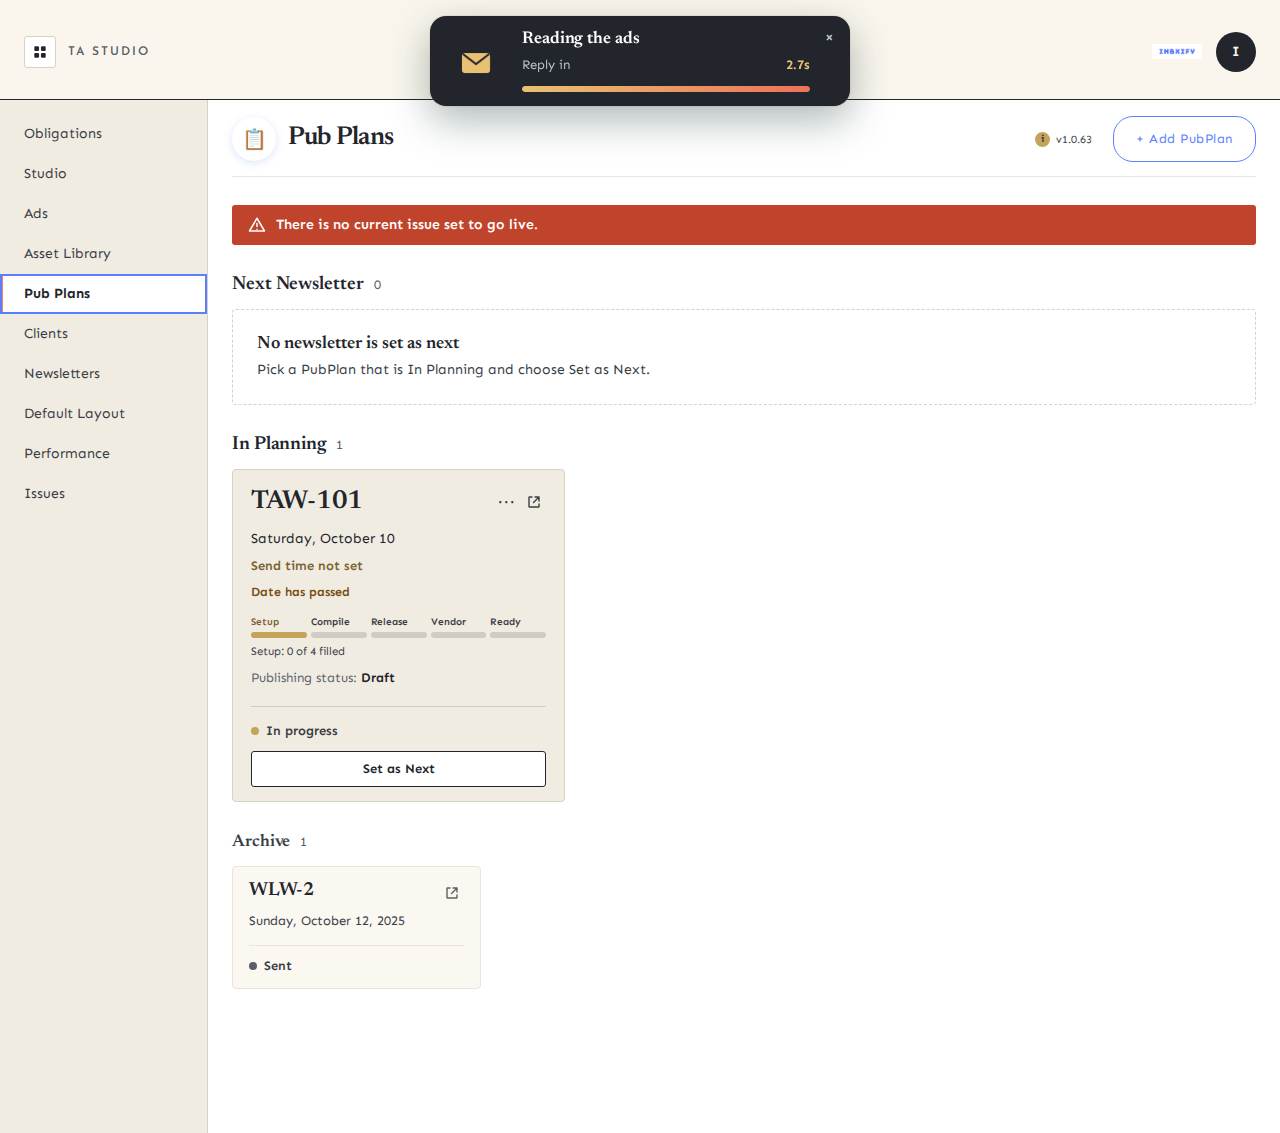 TA STUDIO
Reading the ads
×
Reply in
2.7s
INBXIFY
I
Obligations
Studio
Ads
Asset Library
Pub Plans
Clients
Newsletters
Default Layout
Performance
Issues
Pub Plans
i
v1.0.63
+ Add PubPlan
There is no current issue set to go live.
Next Newsletter 0
No newsletter is set as next
Pick a PubPlan that is In Planning and choose Set as Next.
In Planning 1
TAW-101
···
Saturday, October 10
Send time not set
Date has passed
Setup Compile Release Vendor Ready
Setup: 0 of 4 filled
Publishing status: Draft
In progress
Set as Next
Archive 1
WLW-2
Sunday, October 12, 2025
Sent